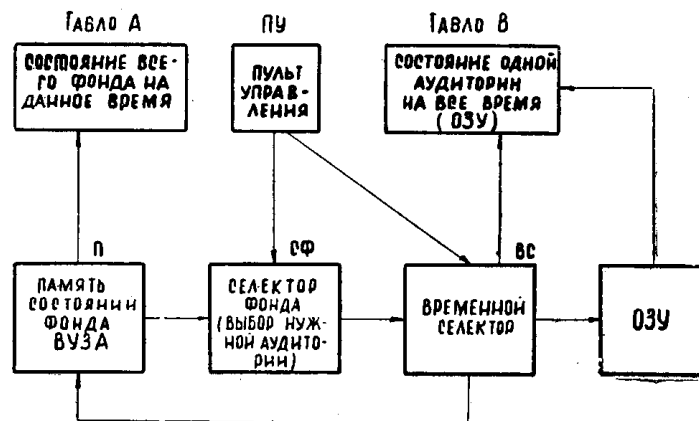 ТАБЛО А
ПУ
ТАБЛО В
СОСТОЯНИЕ ВСЕ-
ГО ФОНДА НА
ДАННОЕ ВРЕМЯ
ПУЛЬТ
УПРАВ-
ЛЕНИЯ
СОСТОЯНИЕ ОДНОЙ
АУДИТОРИИ
НА ВСЕ ВРЕМЯ
(ОЗУ)
П
СФ
ВС
ПАМЯТЬ
СОСТОЯНИЙ
ФОНДА
ВУЗА
СЕЛЕКТОР
ФОНДА
(ВЫБОР НУЖ-
НОЙ АУДИТО-
РИИ)
ВРЕМЕННОЙ
СЕЛЕКТОР
ОЗУ